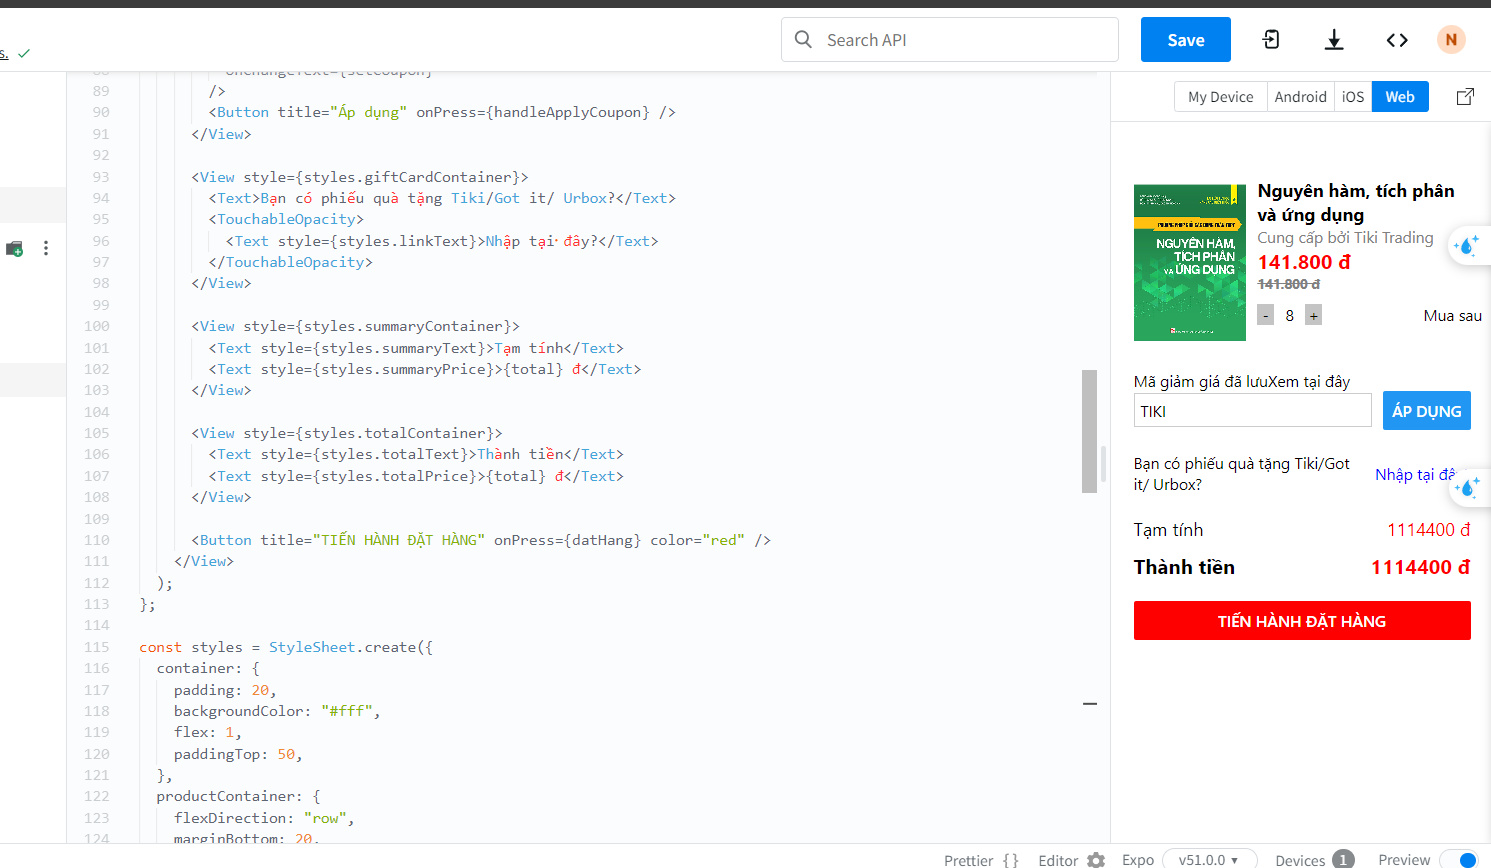 s.
Search API
Save
N
88 onChangeText={setCoupon}
89 />
90 <Button title="Áp dụng" onPress={handleApplyCoupon} />
91 </View>
92
93 <View style={styles.giftCardContainer}>
94 <Text>Bạn có phiếu quà tặng Tiki/Got it/ Urbox?</Text>
95 <TouchableOpacity>
96 <Text style={styles.linkText}>Nhập tại đây?</Text>
97 </TouchableOpacity>
98 </View>
99
100 <View style={styles.summaryContainer}>
101 <Text style={styles.summaryText}>Tạm tính</Text>
102 <Text style={styles.summaryPrice}>{total} đ</Text>
103 </View>
104
105 <View style={styles.totalContainer}>
106 <Text style={styles.totalText}>Thành tiền</Text>
107 <Text style={styles.totalPrice}>{total} đ</Text>
108 </View>
109
110 <Button title="TIẾN HÀNH ĐẶT HÀNG" onPress={datHang} color="red" />
111 </View>
112 );
113 };
114
115 const styles = StyleSheet.create({
116 container: {
117 padding: 20,
118 backgroundColor: "#fff",
119 flex: 1,
120 paddingTop: 50,
121 },
122 productContainer: {
123 flexDirection: "row",
124 marginBottom: 20,
My Device Android iOS Web
NGUYÊN HÀM,
TÍCH PHÂN
VÀ ỨNG DỤNG
Nguyên hàm, tích phân
và ứng dụng
Cung cấp bởi Tiki Trading
141.800 đ
141.800 đ
- 8 + Mua sau
Mã giảm giá đã lưuXem tại đây
TIKI ÁP DỤNG
Bạn có phiếu quà tặng Tiki/Got
it/ Urbox?
Nhập tại đâ
Tạm tính 1114400 đ
Thành tiền 1114400 đ
TIẾN HÀNH ĐẶT HÀNG
Prettier {} Editor Expo v51.0.0 Devices 1 Preview